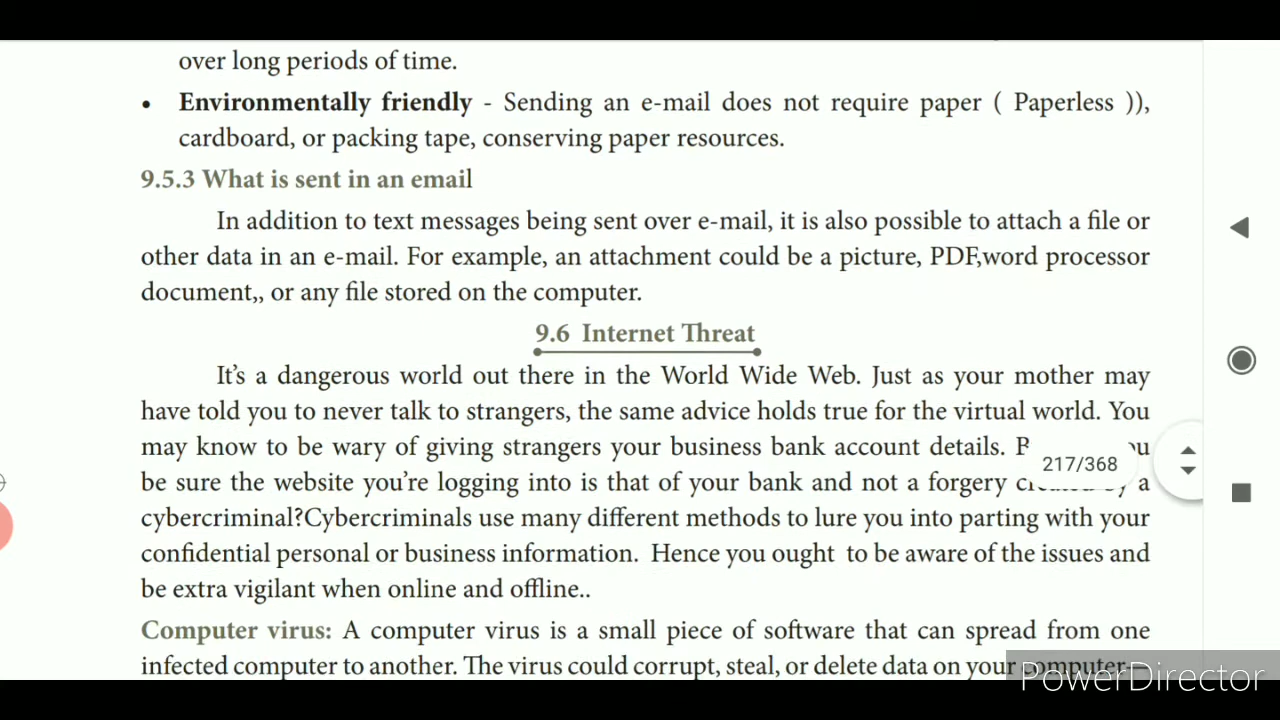 over long periods of time.
• Environmentally friendly - Sending an e-mail does not require paper ( Paperless )),
cardboard, or packing tape, conserving paper resources.
9.5.3 What is sent in an email
In addition to text messages being sent over e-mail, it is also possible to attach a file or
other data in an e-mail. For example, an attachment could be a picture, PDF,word processor
document,, or any file stored on the computer.
9.6 Internet Threat
It's a dangerous world out there in the World Wide Web. Just as your mother may
have told you to never talk to strangers, the same advice holds true for the virtual world. You
may know to be wary of giving strangers your business bank account details.
217/368
be sure the website you're logging into is that of your bank and not a forgery a
cybercriminal?Cybercriminals use many different methods to lure you into parting with your
confidential personal or business information. Hence you ought to be aware of the issues and
be extra vigilant when online and offline..
Computer virus: A computer virus is a small piece of software that can spread from one
infected computer to another. The virus could corrupt, steal, or delete data on your computer—
PowerDirector